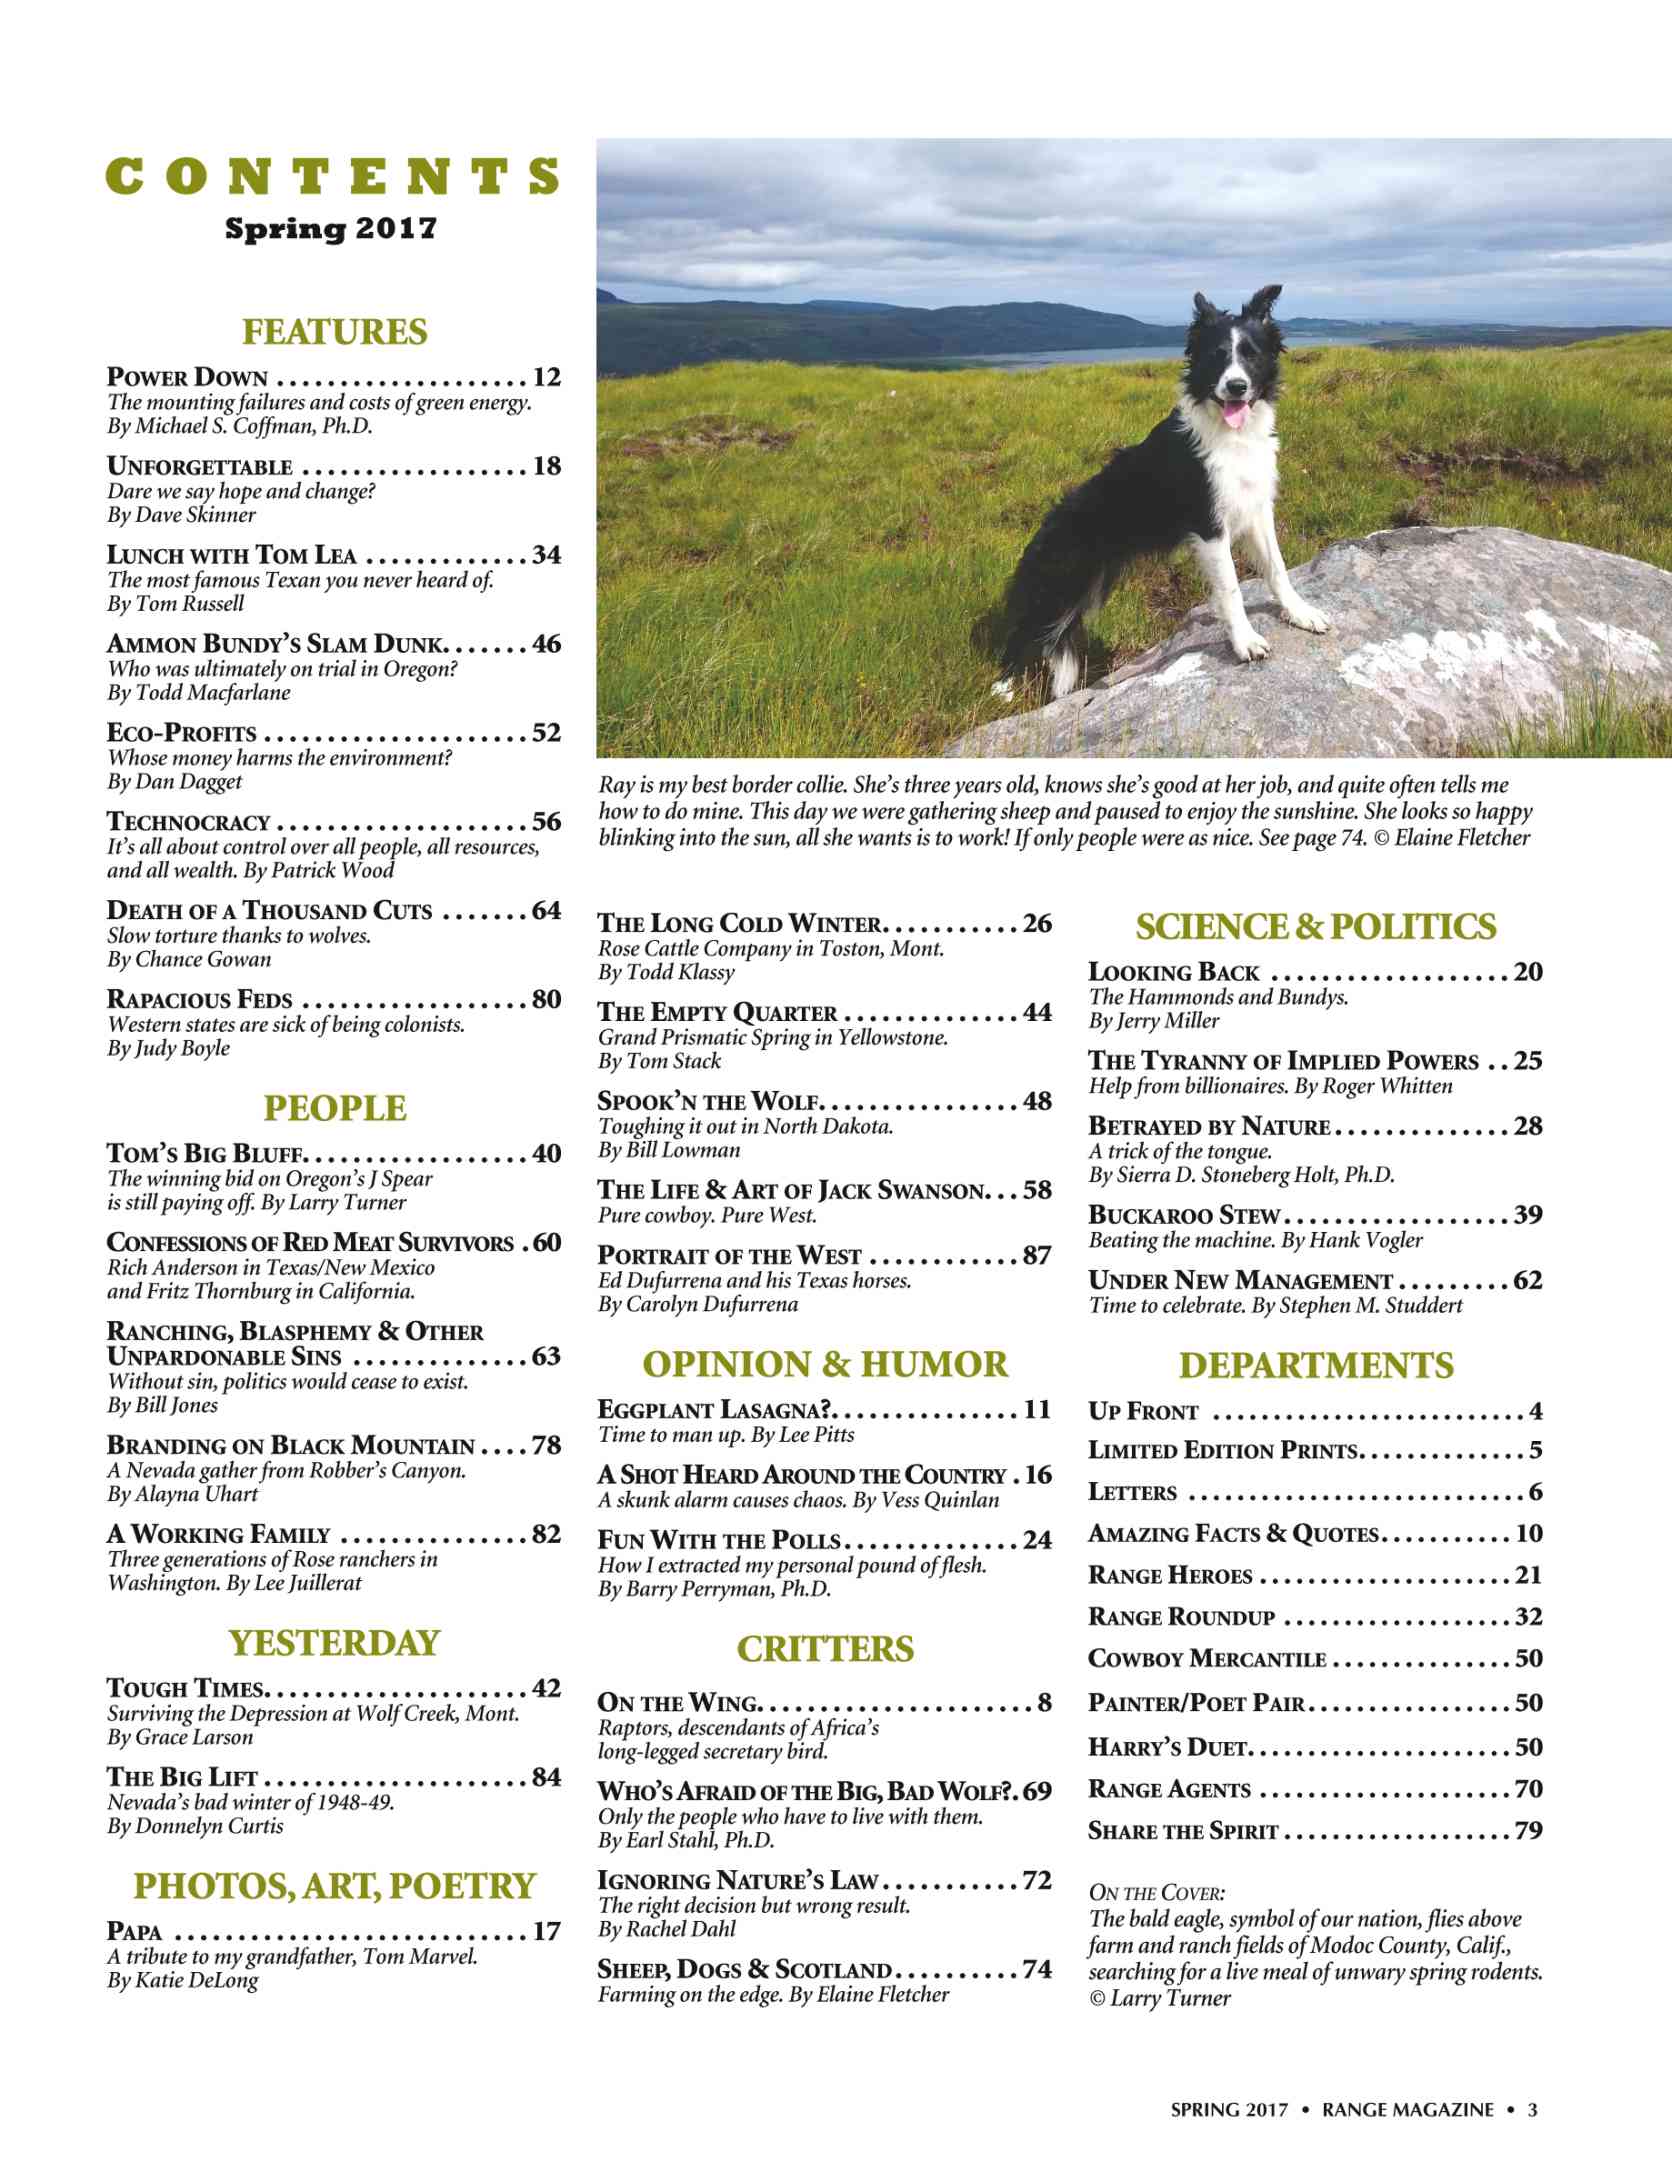 CONTENTS
Spring 2017
FEATURES
POWER DOWN .................... 12
The mounting failures and costs of green energy.
By Michael S. Coffman, Ph.D.
UNFORGETTABLE .................. 18
Dare we say hope and change?
By Dave Skinner
LUNCH WITH TOM LEA ............. 34
The most famous Texan you never heard of.
By Tom Russell
AMMON BUNDY'S SLAM DUNK....... 46
Who was ultimately on trial in Oregon?
By Todd Macfarlane
ECO-PROFITS ..................... 52
Whose money harms the environment?
By Dan Dagget
TECHNOCRACY .................... 56
It's all about control over all people, all resources,
and all wealth. By Patrick Wood
DEATH OF A THOUSAND CUTS ....... 64
Slow torture thanks to wolves.
By Chance Gowan
RAPACIOUS FEDS .................. 80
Western states are sick of being colonists.
By Judy Boyle
PEOPLE
TOM'S BIG BLUFF.................. 40
The winning bid on Oregon's J Spear
is still paying off. By Larry Turner
CONFESSIONS OF RED MEAT SURVIVORS . 60
Rich Anderson in Texas/New Mexico
and Fritz Thornburg in California.
RANCHING, BLASPHEMY & OTHER
UNPARDONABLE SINS .............. 63
Without sin, politics would cease to exist.
By Bill Jones
BRANDING ON BLACK MOUNTAIN .... 78
A Nevada gather from Robber's Canyon.
By Alayna Uhart
A WORKING FAMILY ............... 82
Three generations of Rose ranchers in
Washington. By Lee Juillerat
YESTERDAY
TOUGH TIMES..................... 42
Surviving the Depression at Wolf Creek, Mont.
By Grace Larson
THE BIG LIFT ..................... 84
Nevada's bad winter of 1948-49.
By Donnelyn Curtis
PHOTOS, ART, POETRY
PAPA ............................ 17
A tribute to my grandfather, Tom Marvel.
By Katie DeLong
Ray is my best border collie. She's three years old, knows she's good at her job, and quite often tells me
how to do mine. This day we were gathering sheep and paused to enjoy the sunshine. She looks so happy
blinking into the sun, all she wants is to work! If only people were as nice. See page 74. © Elaine Fletcher
THE LONG COLD WINTER........... 26
Rose Cattle Company in Toston, Mont.
By Todd Klassy
THE EMPTY QUARTER .............. 44
Grand Prismatic Spring in Yellowstone.
By Tom Stack
SPOOK'N THE WOLF................ 48
Toughing it out in North Dakota.
By Bill Lowman
THE LIFE & ART OF JACK SWANSON... 58
Pure cowboy. Pure West.
PORTRAIT OF THE WEST ............ 87
Ed Dufurrena and his Texas horses.
By Carolyn Dufurrena
OPINION & HUMOR
EGGPLANT LASAGNA?............... 11
Time to man up. By Lee Pitts
A SHOT HEARD AROUND THE COUNTRY . 16
A skunk alarm causes chaos. By Vess Quinlan
FUN WITH THE POLLS.............. 24
How I extracted my personal pound of flesh.
By Barry Perryman, Ph.D.
CRITTERS
ON THE WING...................... 8
Raptors, descendants of Africa's
long-legged secretary bird.
WHO'S AFRAID OF THE BIG, BAD WOLF?. 69
Only the people who have to live with them.
By Earl Stahl, Ph.D.
IGNORING NATURE'S LAW........... 72
The right decision but wrong result.
By Rachel Dahl
SHEEP, DOGS & SCOTLAND.......... 74
Farming on the edge. By Elaine Fletcher
SCIENCE & POLITICS
LOOKING BACK ................... 20
The Hammonds and Bundys.
By Jerry Miller
THE TYRANNY OF IMPLIED POWERS .. 25
Help from billionaires. By Roger Whitten
BETRAYED BY NATURE.............. 28
A trick of the tongue.
By Sierra D. Stoneberg Holt, Ph.D.
BUCKAROO STEW.................. 39
Beating the machine. By Hank Vogler
UNDER NEW MANAGEMENT ......... 62
Time to celebrate. By Stephen M. Studdert
DEPARTMENTS
UP FRONT .......................... 4
LIMITED EDITION PRINTS............. 5
LETTERS ............................ 6
AMAZING FACTS & QUOTES........... 10
RANGE HEROES ..................... 21
RANGE ROUNDUP ................... 32
COWBOY MERCANTILE ............... 50
PAINTER/POET PAIR................. 50
HARRY'S DUET...................... 50
RANGE AGENTS ..................... 70
SHARE THE SPIRIT ................... 79
ON THE COVER:
The bald eagle, symbol of our nation, flies above
farm and ranch fields of Modoc County, Calif.,
searching for a live meal of unwary spring rodents.
© Larry Turner
SPRING 2017 • RANGE MAGAZINE • 3